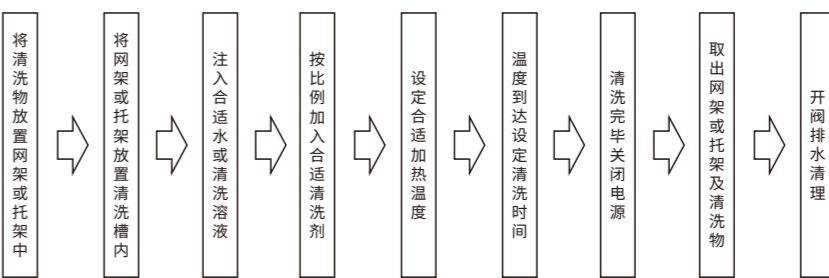 将清洗物放置网架或托架中
将网架或托架放置清洗槽内
注入合适水或清洗溶液
按比例加入合适清洗剂
设定合适加热温度
温度到达设定清洗时间
清洗完毕关闭电源
取出网架或托架及清洗物
开阀排水清理